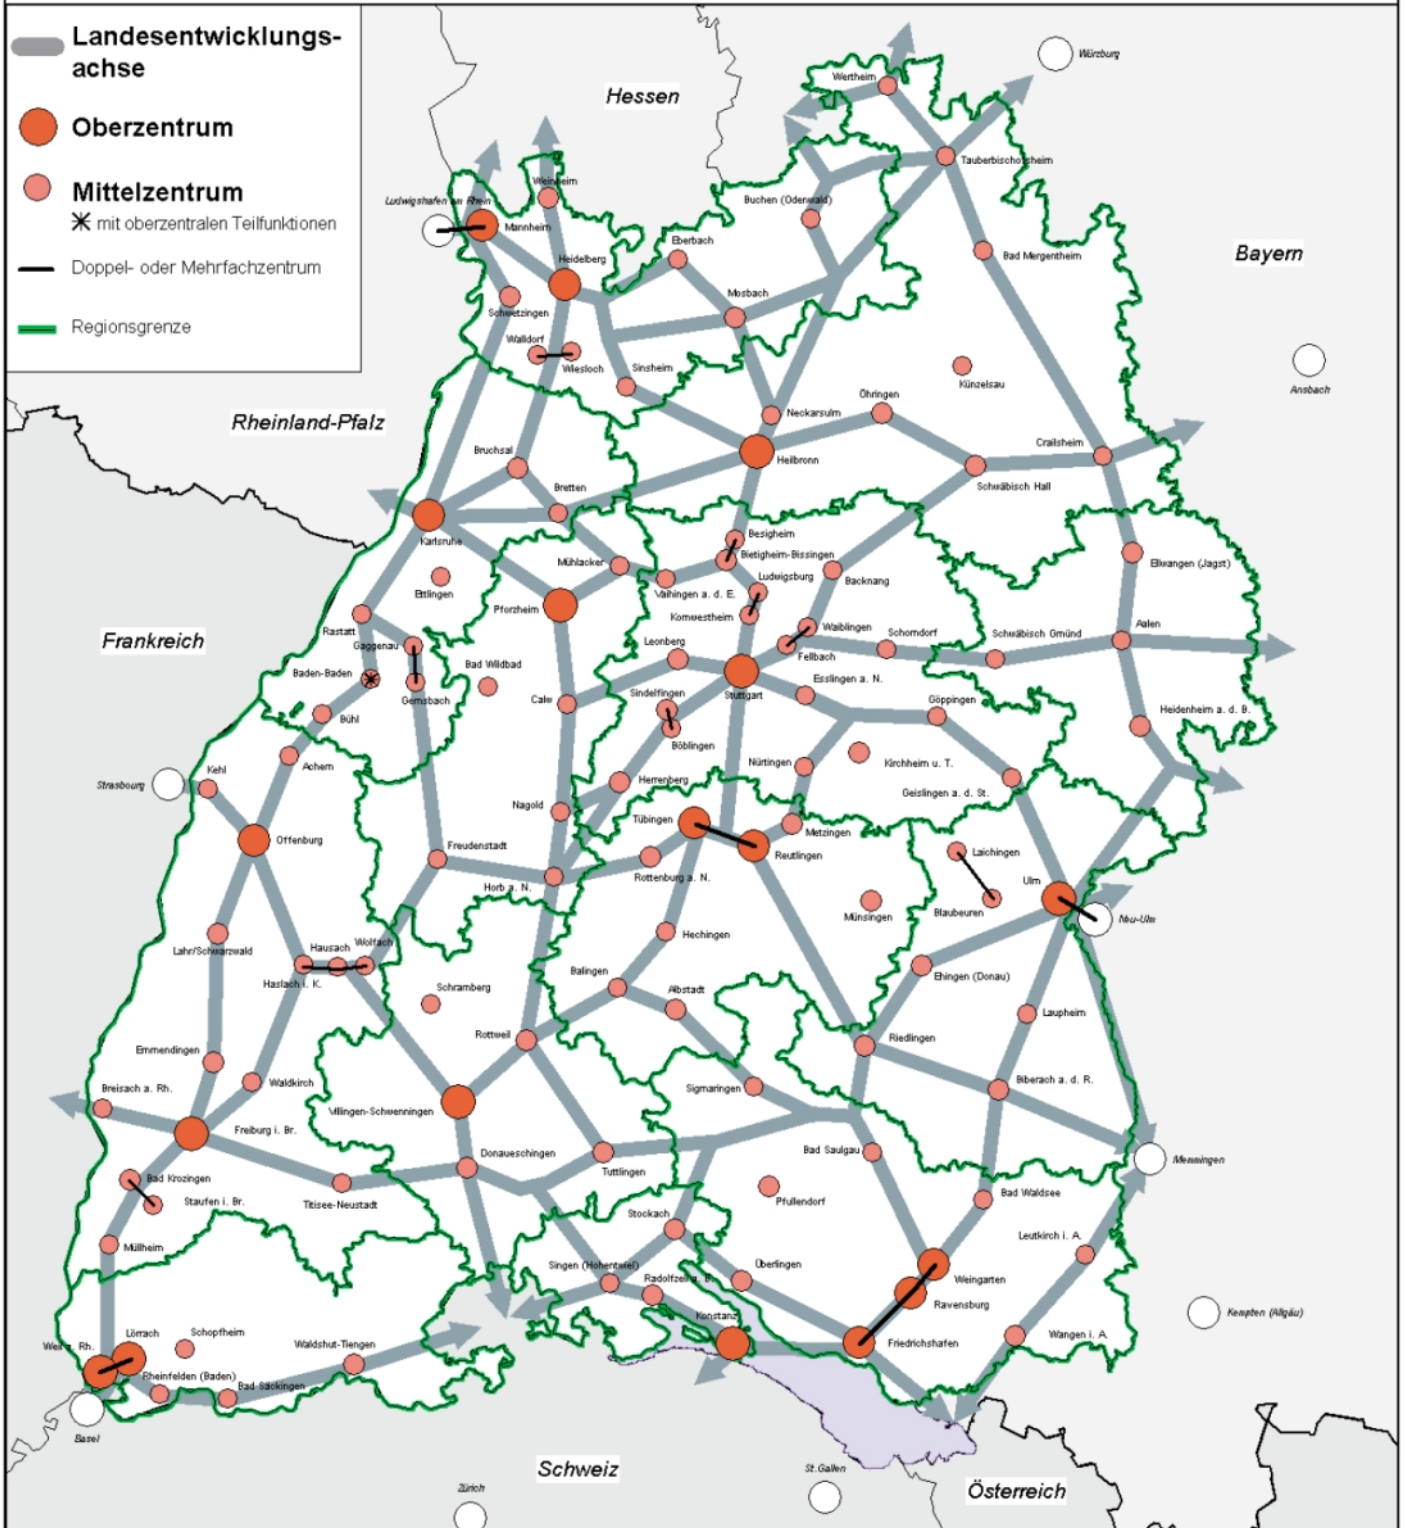 Landesentwicklungs-
achse
Oberzentrum
Mittelzentrum
mit oberzentralen Teilfunktionen
Doppel- oder Mehrfachzentrum
Regionsgrenze
Hessen
Würzburg
Wertheim
Tauberbischofsheim
Weinheim
Ludwigshafen am Rhein
Mannheim
Buchen (Odenwald)
Eberbach
Bad Mergentheim
Bayern
Heidelberg
Mosbach
Schwetzingen
Walldorf
Wiesloch
Sinsheim
Künzelsau
Ansbach
Rheinland-Pfalz
Neckarsulm
Öhringen
Bruchsal
Heilbronn
Crailsheim
Schwäbisch Hall
Bretten
Karlsruhe
Besigheim
Bietigheim-Bissingen
Mühlacker
Ellwangen (Jagst)
Ettlingen
Vaihingen a. d. E.
Ludwigsburg
Backnang
Pforzheim
Kornwestheim
Frankreich
Rastatt
Gaggenau
Leonberg
Waiblingen
Fellbach
Schorndorf
Schwäbisch Gmünd
Aalen
Baden-Baden
Gernsbach
Bad Wildbad
Calw
Sindelfingen
Stuttgart
Esslingen a. N.
Göppingen
Heidenheim a. d. B.
Bühl
Böblingen
Achern
Nürtingen
Kirchheim u. T.
Strasbourg
Kehl
Herrenberg
Geislingen a. d. St.
Nagold
Tübingen
Metzingen
Offenburg
Freudenstadt
Reutlingen
Laichingen
Horb a. N.
Rottenburg a. N.
Ulm
Münsingen
Blaubeuren
Neu-Ulm
Lahr/Schwarzwald
Hausach
Wolfach
Hechingen
Haslach i. K.
Balingen
Ehingen (Donau)
Schramberg
Albstadt
Laupheim
Rottweil
Riedlingen
Emmendingen
Waldkirch
Breisach a. Rh.
Sigmaringen
Biberach a. d. R.
Villingen-Schwenningen
Freiburg i. Br.
Donaueschingen
Tuttlingen
Bad Saulgau
Memmingen
Bad Krozingen
Staufen i. Br.
Titisee-Neustadt
Pfullendorf
Bad Waldsee
Stockach
Leutkirch i. A.
Müllheim
Singen (Hohentwiel)
Radolfzell a. B.
Überlingen
Weingarten
Ravensburg
Kempten (Allgäu)
Konstanz
Friedrichshafen
Wangen i. A.
Weil a. Rh.
Lörrach
Schopfheim
Waldshut-Tiengen
Rheinfelden (Baden)
Bad Säckingen
Basel
Schweiz
Zürich
St. Gallen
Österreich